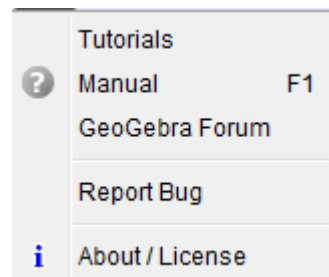 Tutorials
Manual F1
GeoGebra Forum
Report Bug
About / License